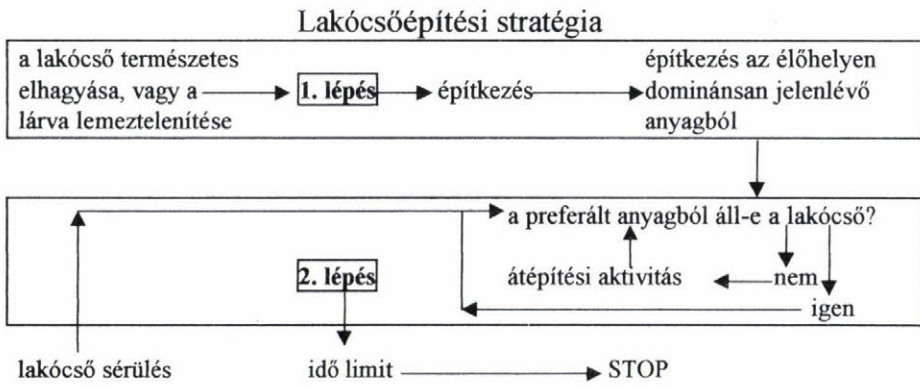 Lakócsőépítési stratégia
a lakócső természetes
elhagyása, vagy a
lárva lemeztelenítése
1. lépés
építkezés
építkezés az élőhelyen
dominánsan jelenlévő
anyagból
a preferált anyagból áll-e a lakócső?
2. lépés
átépítési aktivitás
nem
igen
lakócső sérülés
idő limit
STOP